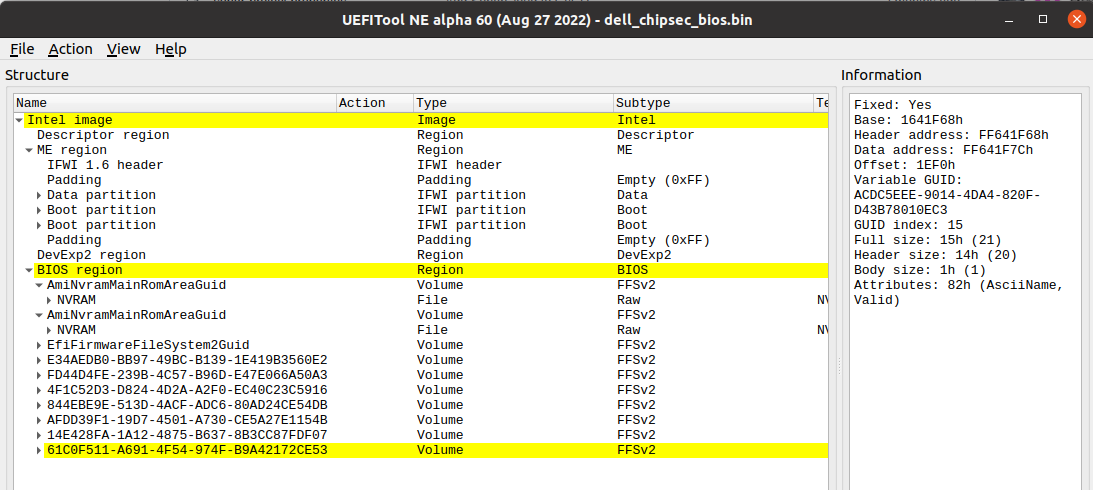 UEFITool NE alpha 60 (Aug 27 2022) - dell_chipsec_bios.bin
File Action View Help
Structure
Name Action Type Subtype Te
Intel image Image Intel
Descriptor region Region Descriptor
ME region Region ME
IFWI 1.6 header IFWI header
Padding Padding Empty (0xFF)
Data partition IFWI partition Data
Boot partition IFWI partition Boot
Boot partition IFWI partition Boot
Padding Padding Empty (0xFF)
DevExp2 region Region DevExp2
BIOS region Region BIOS
AmiNvramMainRomAreaGuid Volume FFSv2
NVRAM File Raw NV
AmiNvramMainRomAreaGuid Volume FFSv2
NVRAM File Raw NV
EfiFirmwareFileSystem2Guid Volume FFSv2
E34AEDB0-BB97-49BC-B139-1E419B3560E2 Volume FFSv2
FD44D4FE-239B-4C57-B96D-E47E066A50A3 Volume FFSv2
4F1C52D3-D824-4D2A-A2F0-EC40C23C5916 Volume FFSv2
844EBE9E-513D-4ACF-ADC6-80AD24CE54DB Volume FFSv2
AFDD39F1-19D7-4501-A730-CE5A27E1154B Volume FFSv2
14E428FA-1A12-4875-B637-8B3CC87FDF07 Volume FFSv2
61C0F511-A691-4F54-974F-B9A42172CE53 Volume FFSv2
Information
Fixed: Yes
Base: 1641F68h
Header address: FF641F68h
Data address: FF641F7Ch
Offset: 1EF0h
Variable GUID:
ACDC5EEE-9014-4DA4-820F-
D43B78010EC3
GUID index: 15
Full size: 15h (21)
Header size: 14h (20)
Body size: 1h (1)
Attributes: 82h (AsciiName,
Valid)